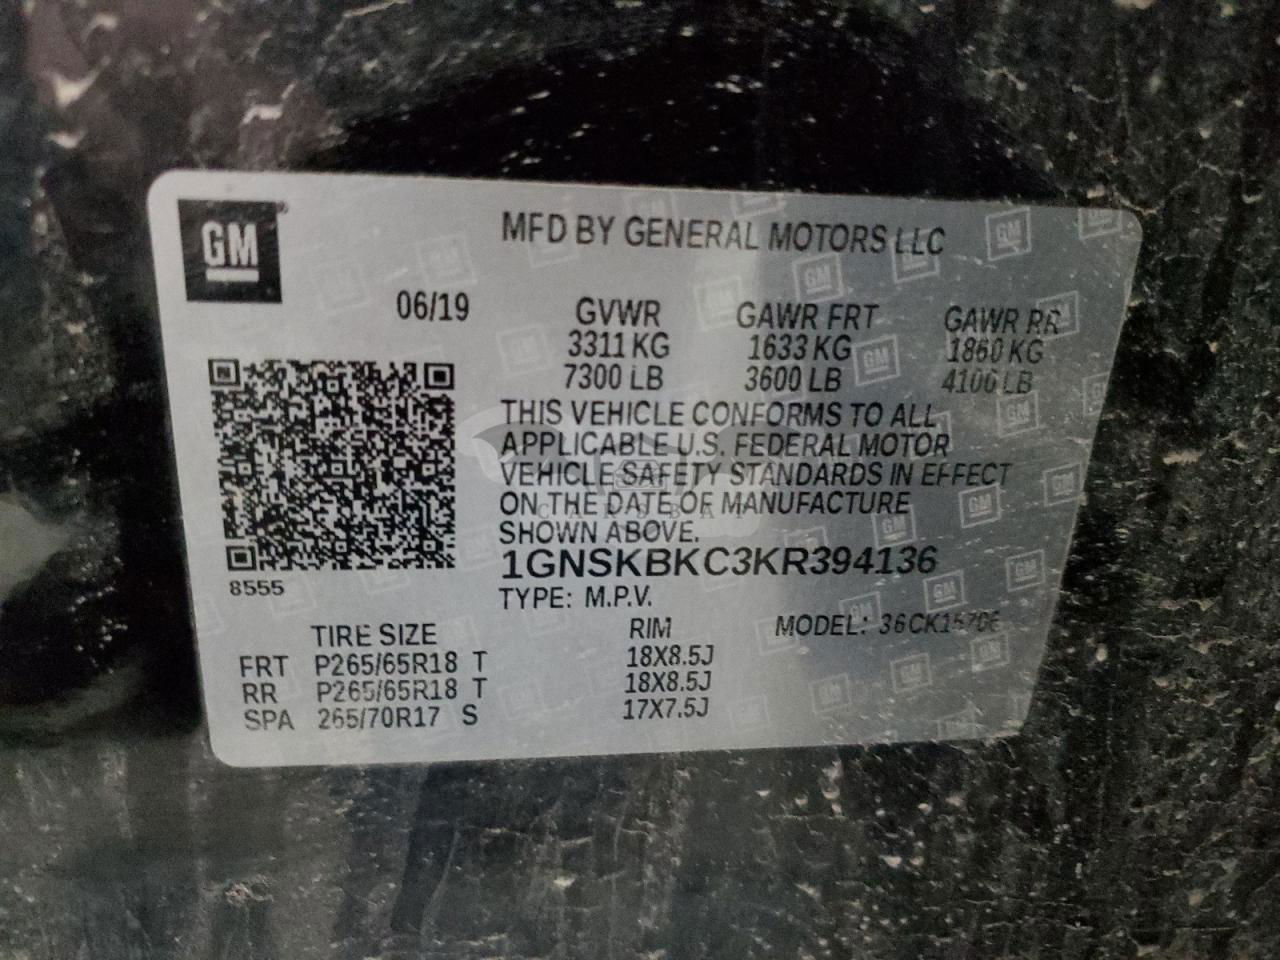 GM
MFD BY GENERAL MOTORS LLC
06/19 GVWR GAWR FRT GAWR RR
3311 KG 1633 KG 1860 KG
7300 LB 3600 LB 4100 LB
THIS VEHICLE CONFORMS TO ALL
APPLICABLE U.S. FEDERAL MOTOR
VEHICLE SAFETY STANDARDS IN EFFECT
ON THE DATE OF MANUFACTURE
SHOWN ABOVE.
1GNSKBKC3KR394136
8555
TYPE: M.P.V.
TIRE SIZE RIM MODEL:
FRT P265/65R18 T 18X8.5J
RR P265/65R18 T 18X8.5J
SPA 265/70R17 S 17X7.5J